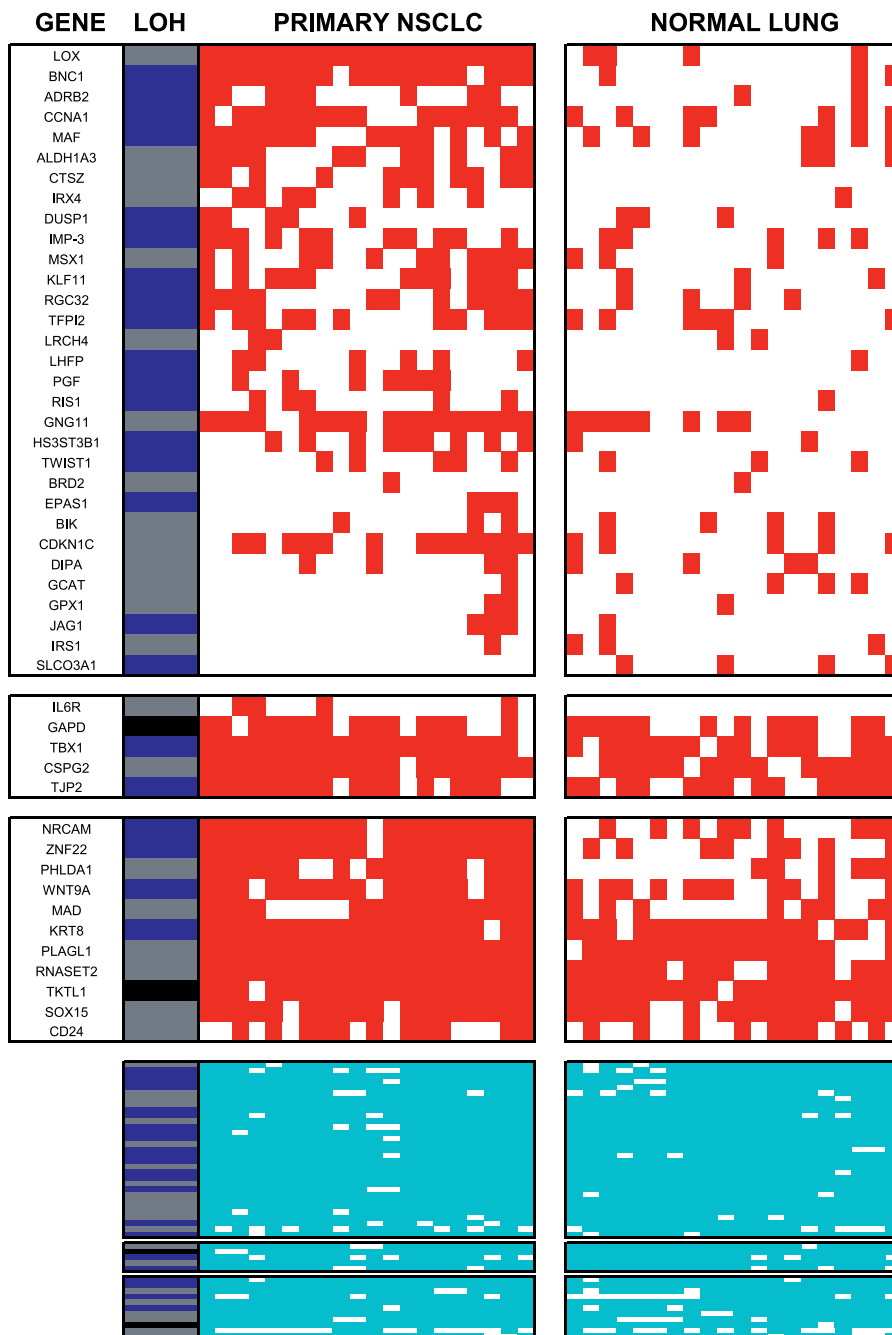 GENE LOH PRIMARY NSCLC NORMAL LUNG
LOX
BNC1
ADRB2
CCNA1
MAF
ALDH1A3
CTSZ
IRX4
DUSP1
IMP-3
MSX1
KLF11
RGC32
TFPI2
LRCH4
LHFP
PGF
RIS1
GNG11
HS3ST3B1
TWIST1
BRD2
EPAS1
BIK
CDKN1C
DIPA
GCAT
GPX1
JAG1
IRS1
SLCO3A1
IL6R
GAPD
TBX1
CSPG2
TJP2
NRCAM
ZNF22
PHLDA1
WNT9A
MAD
KRT8
PLAGL1
RNASET2
TKTL1
SOX15
CD24